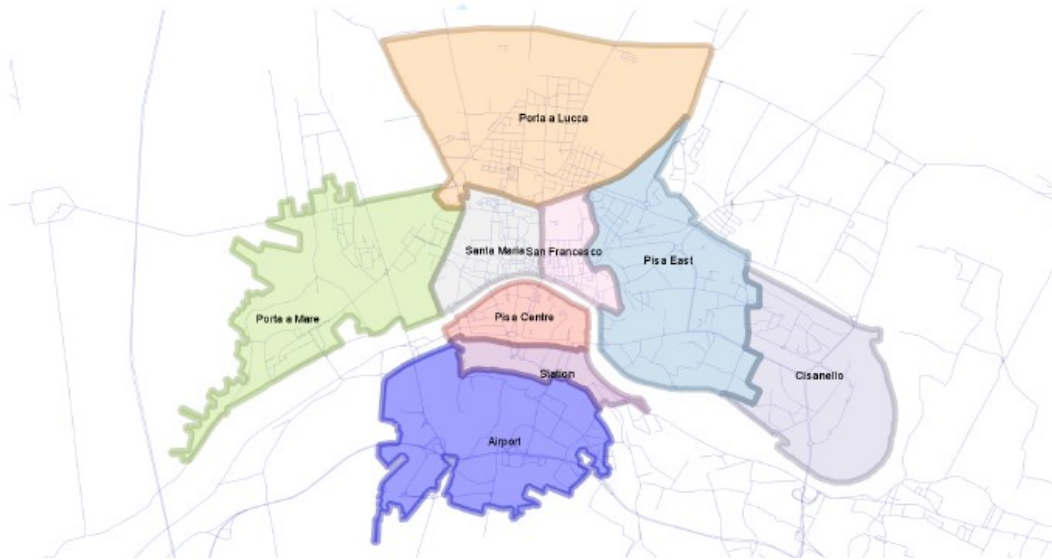 Porta a Lucca
Santa Maria
San Francesco
Pisa East
Porta a Mare
Pisa Centre
Station
Cisanello
Airport